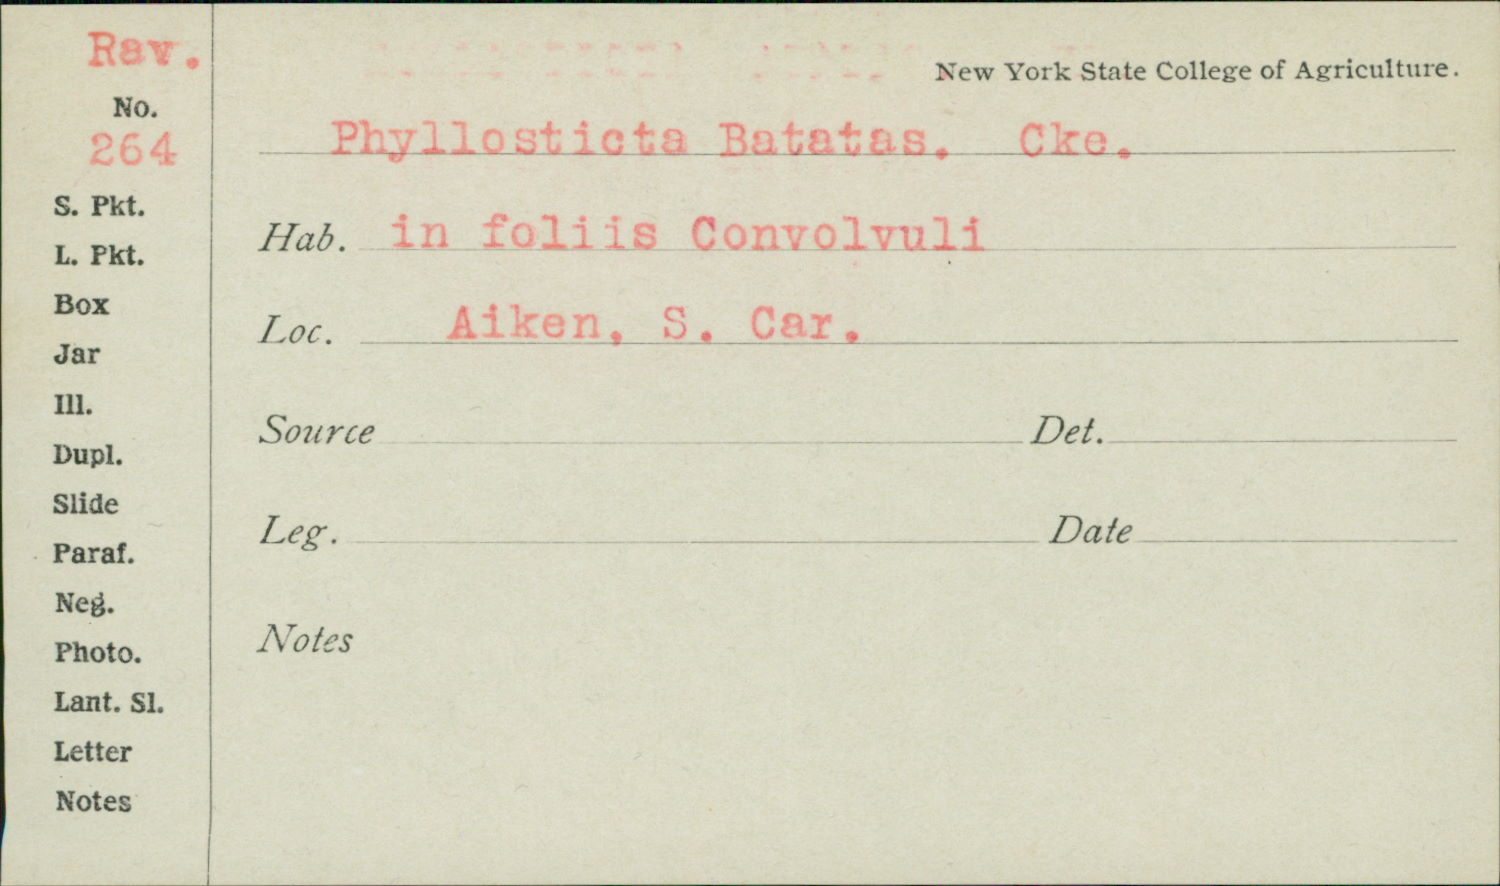 Rav.
New York State College of Agriculture.
No.
264
Phyllosticta Batatas. Cke.
S. Pkt.
Hab. in foliis Convolvuli
L. Pkt.
Box
Loc. Aiken, S. Car.
Jar
Ill.
Source Det.
Dupl.
Slide
Leg. Date
Paraf.
Neg.
Notes
Photo.
Lant. Sl.
Letter
Notes